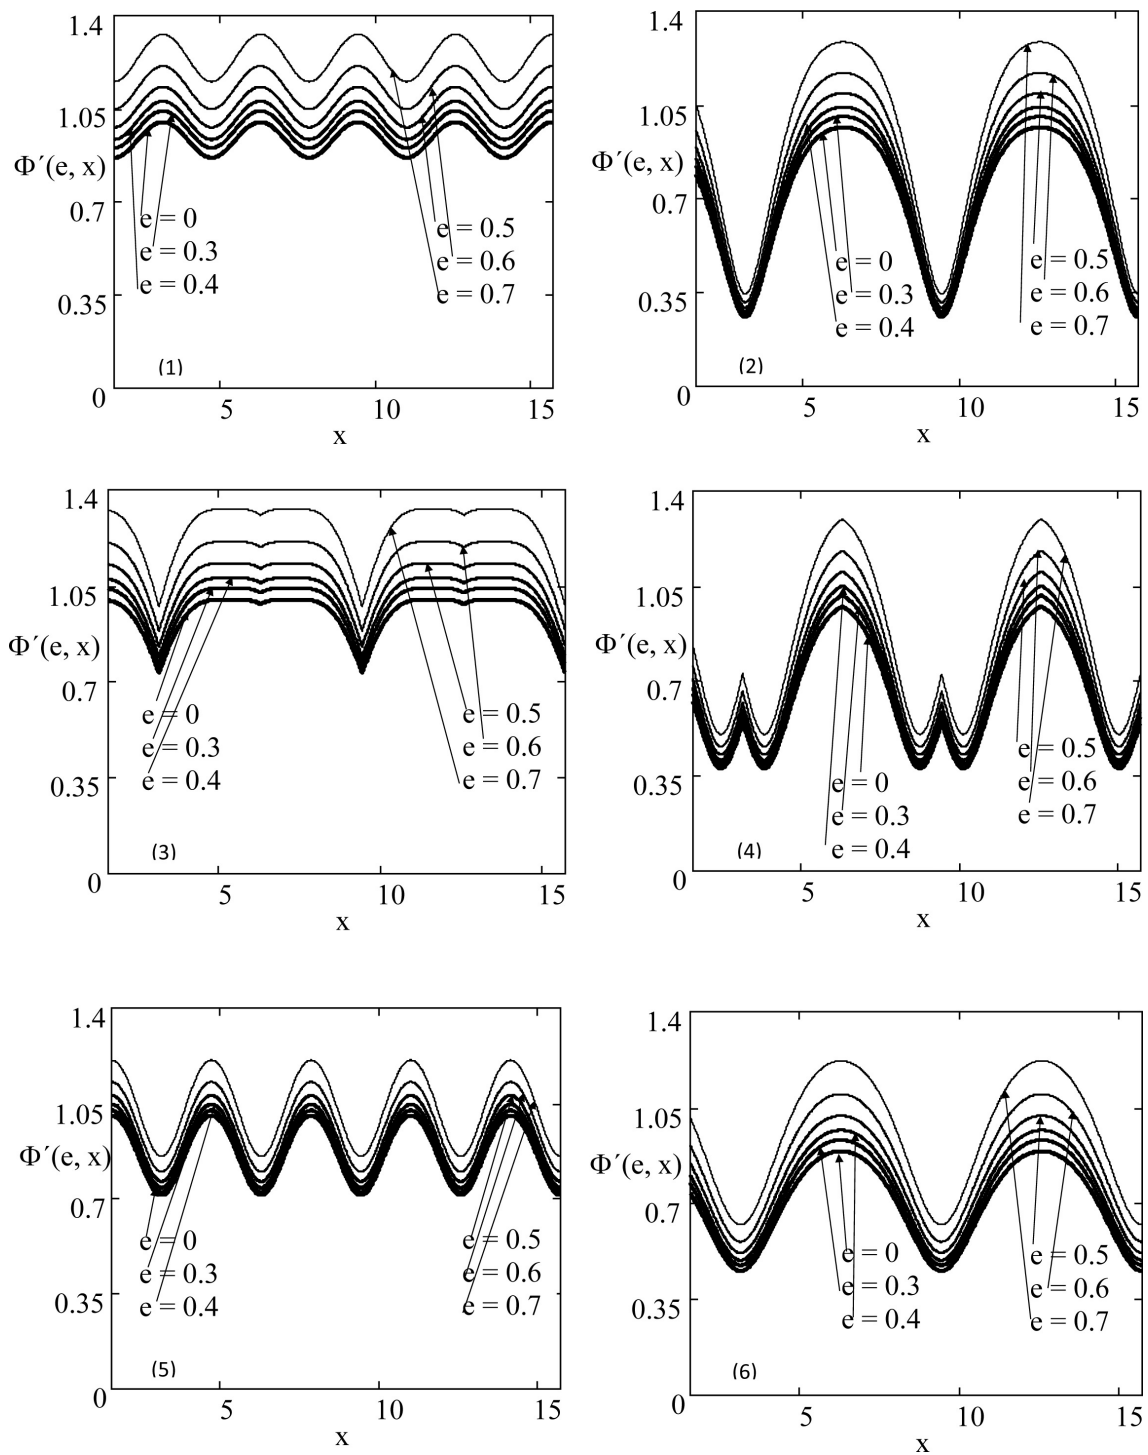 1.4
1.05
Φ´(e, x)
0.7
0.35
0
e = 0
e = 0.3
e = 0.4
e = 0.5
e = 0.6
e = 0.7
(1)
5
10
15
x
1.4
1.05
Φ´(e, x)
0.7
0.35
0
e = 0
e = 0.3
e = 0.4
e = 0.5
e = 0.6
e = 0.7
(2)
5
10
15
x
1.4
1.05
Φ´(e, x)
0.7
0.35
0
e = 0
e = 0.3
e = 0.4
e = 0.5
e = 0.6
e = 0.7
(3)
5
10
15
x
1.4
1.05
Φ´(e, x)
0.7
0.35
0
e = 0
e = 0.3
e = 0.4
e = 0.5
e = 0.6
e = 0.7
(4)
5
10
15
x
1.4
1.05
Φ´(e, x)
0.7
0.35
0
e = 0
e = 0.3
e = 0.4
e = 0.5
e = 0.6
e = 0.7
(5)
5
10
15
x
1.4
1.05
Φ´(e, x)
0.7
0.35
0
e = 0
e = 0.3
e = 0.4
e = 0.5
e = 0.6
e = 0.7
(6)
5
10
15
x